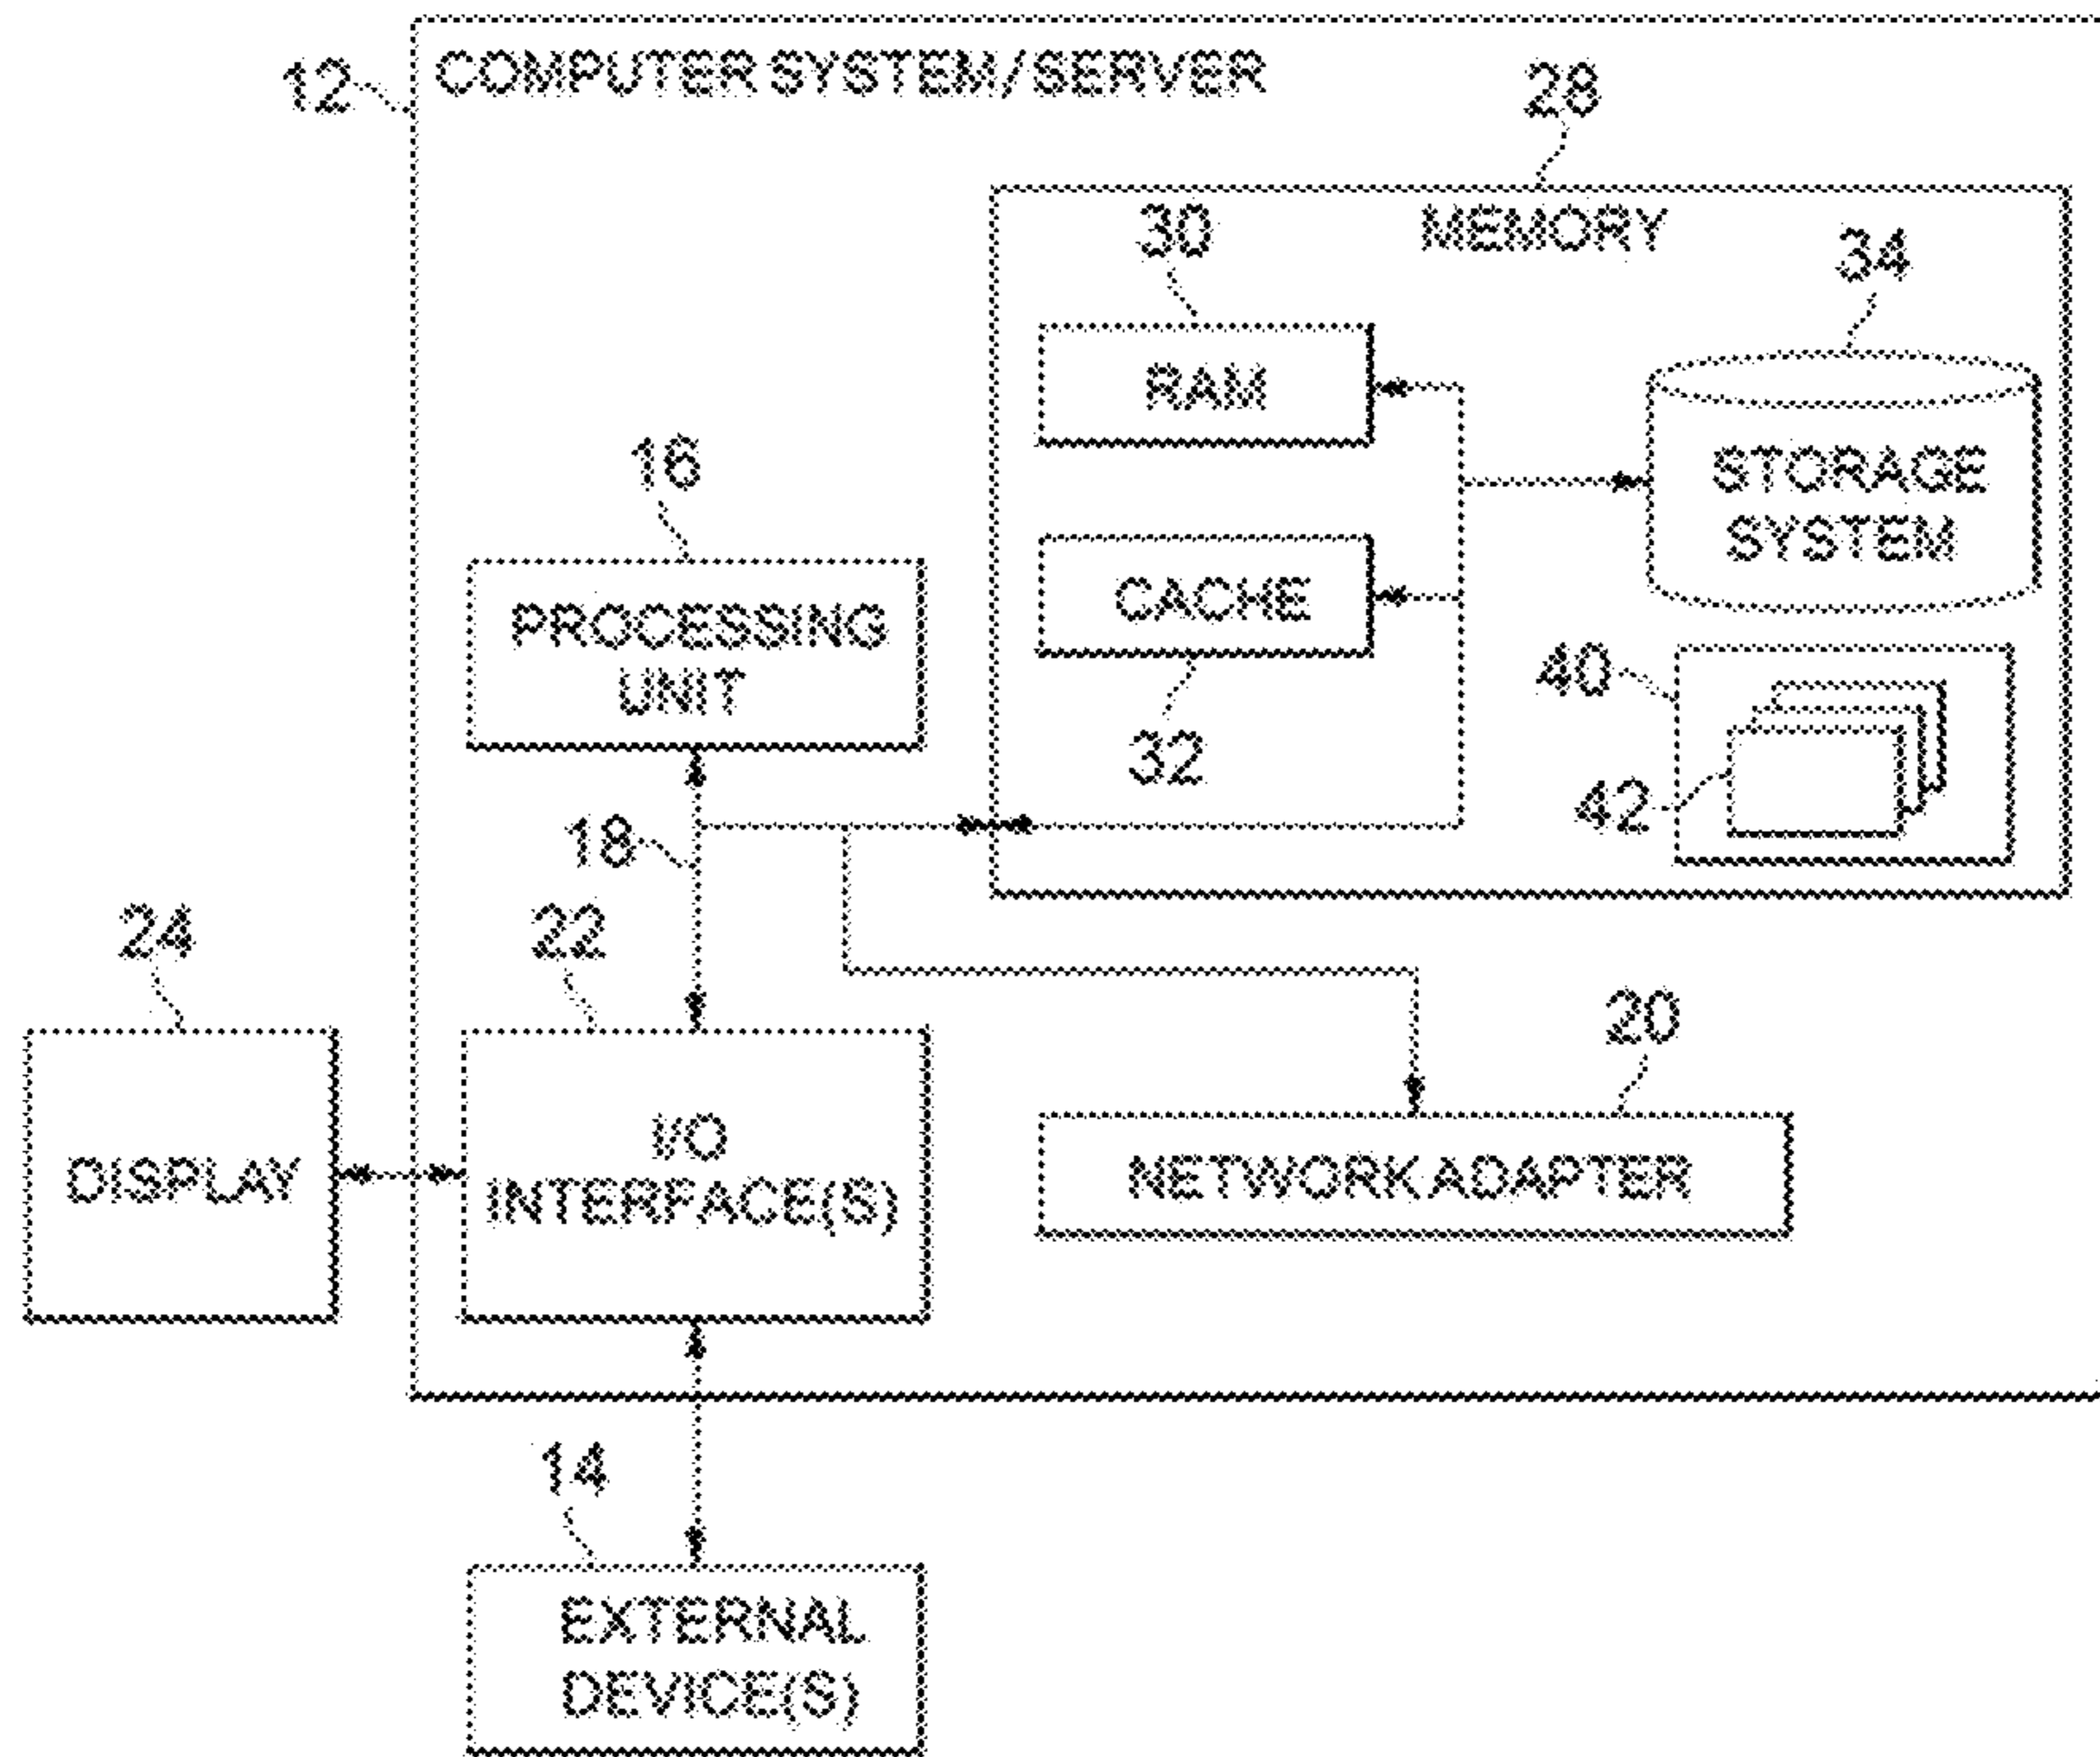 12
COMPUTER SYSTEM/SERVER
28
MEMORY
30
34
RAM
STORAGE
SYSTEM
16
CACHE
PROCESSING
UNIT
32
40
42
18
24
22
20
DISPLAY
I/O
INTERFACE(S)
NETWORK ADAPTER
14
EXTERNAL
DEVICE(S)